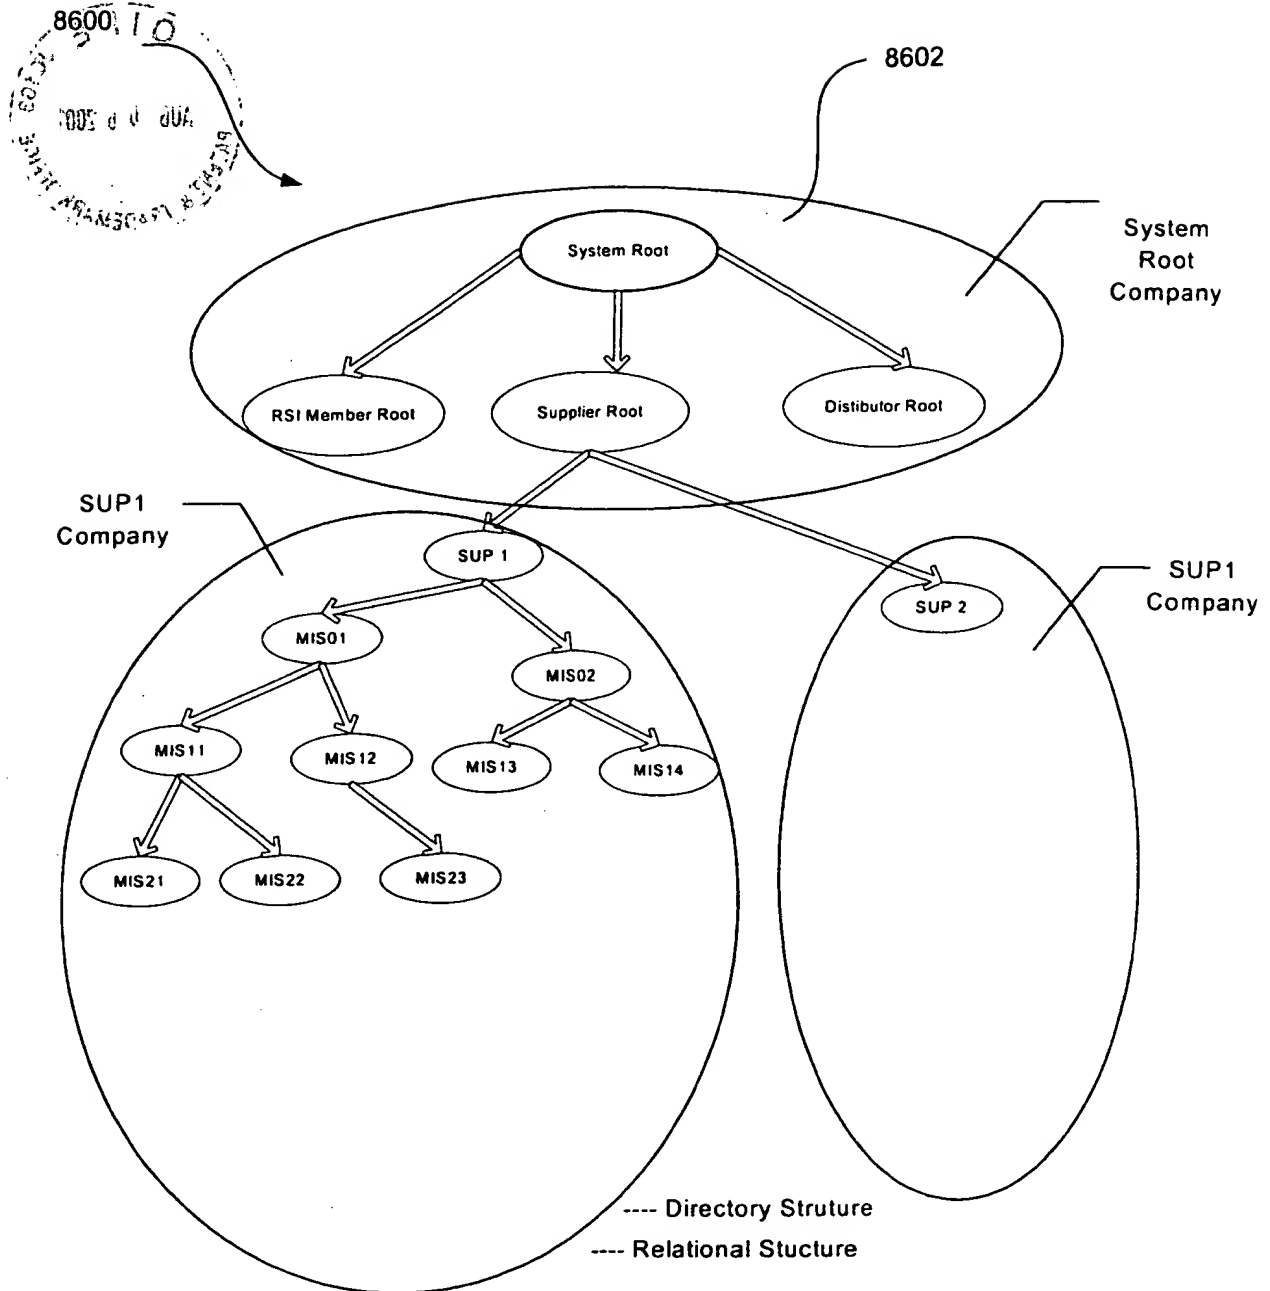 8600
8602
System Root
System
Root
Company
RSI Member Root
Supplier Root
Distibutor Root
SUP1
Company
SUP 1
SUP1
Company
SUP 2
MIS01
MIS02
MIS11
MIS12
MIS13
MIS14
MIS21
MIS22
MIS23
---- Directory Struture
---- Relational Stucture